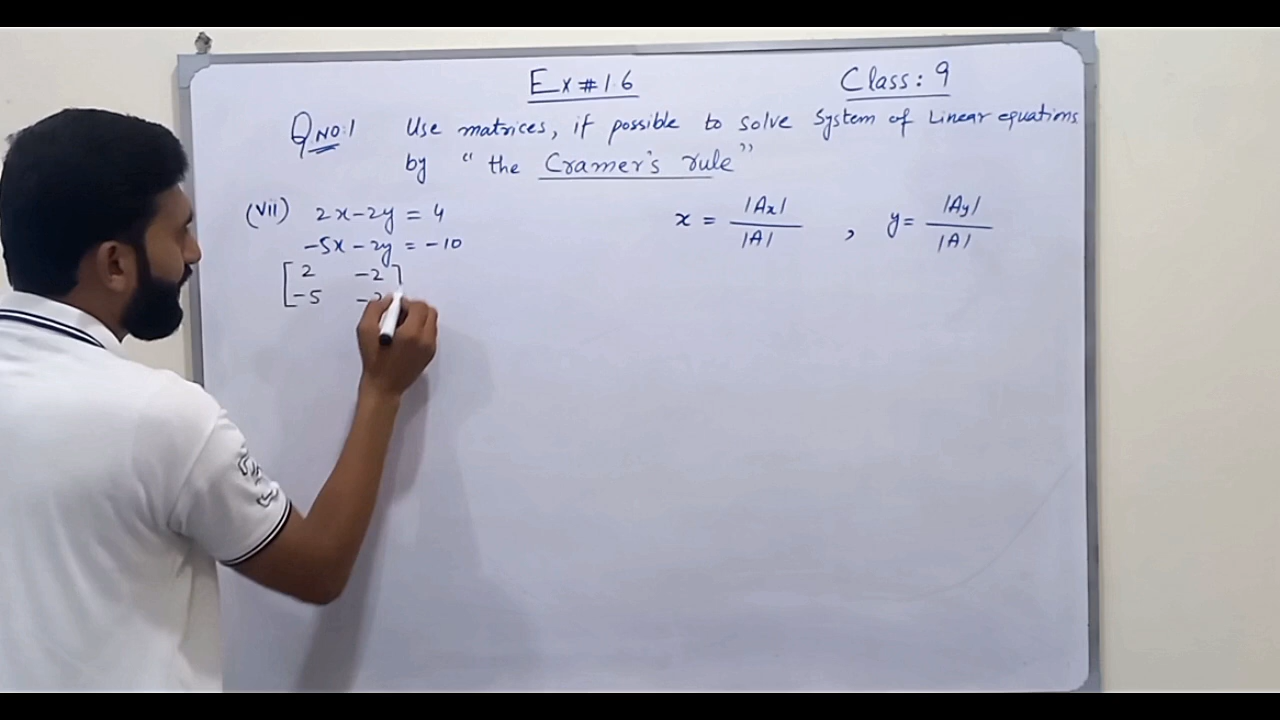 Ex # 1.6 Class: 9
Q NO:1 Use matrices, if possible to solve System of Linear equations
by " the Cramer's rule"
(vii) 2x-2y = 4
x = |Ax| / |A| , y = |Ay| / |A|
-5x-2y = -10
[ 2 -2 ]
-5 -2